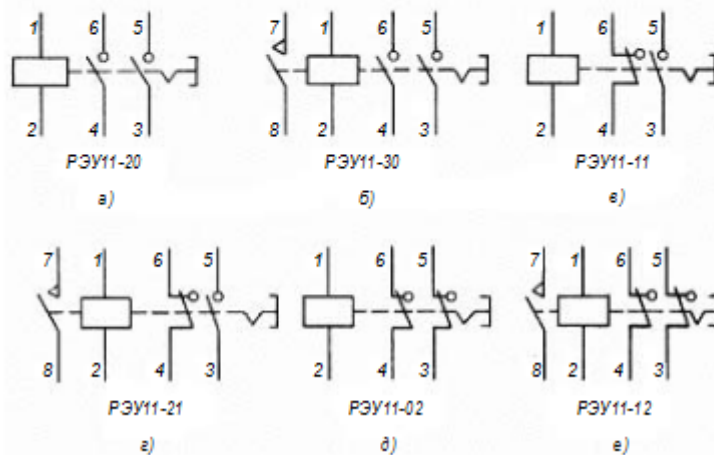 1 6 5 7 1 6 5 1 6 5
2 4 3 8 2 4 3 2 4 3
РЭУ11-20 РЭУ11-30 РЭУ11-11
а) б) в)
7 1 6 5 1 6 5 7 1 6 5
8 2 4 3 2 4 3 8 2 4 3
РЭУ11-21 РЭУ11-02 РЭУ11-12
г) д) е)